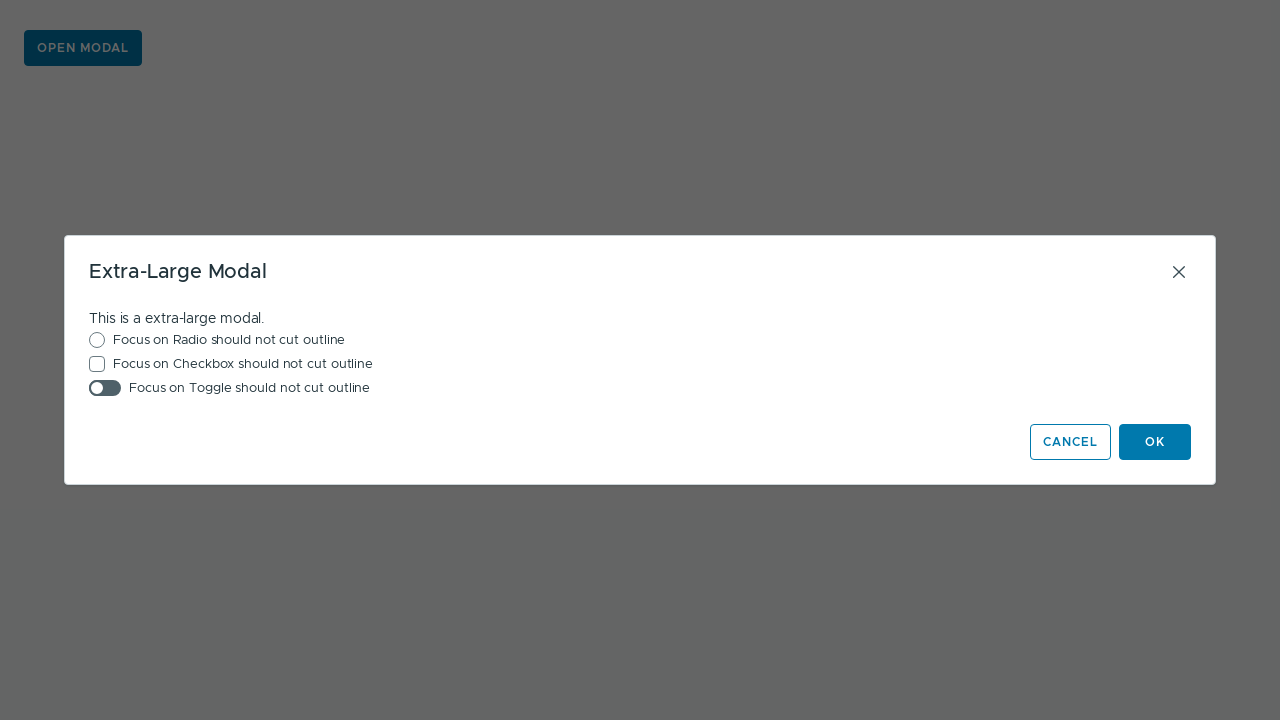 OPEN MODAL
Extra-Large Modal
This is a extra-large modal.
Focus on Radio should not cut outline
Focus on Checkbox should not cut outline
Focus on Toggle should not cut outline
CANCEL OK